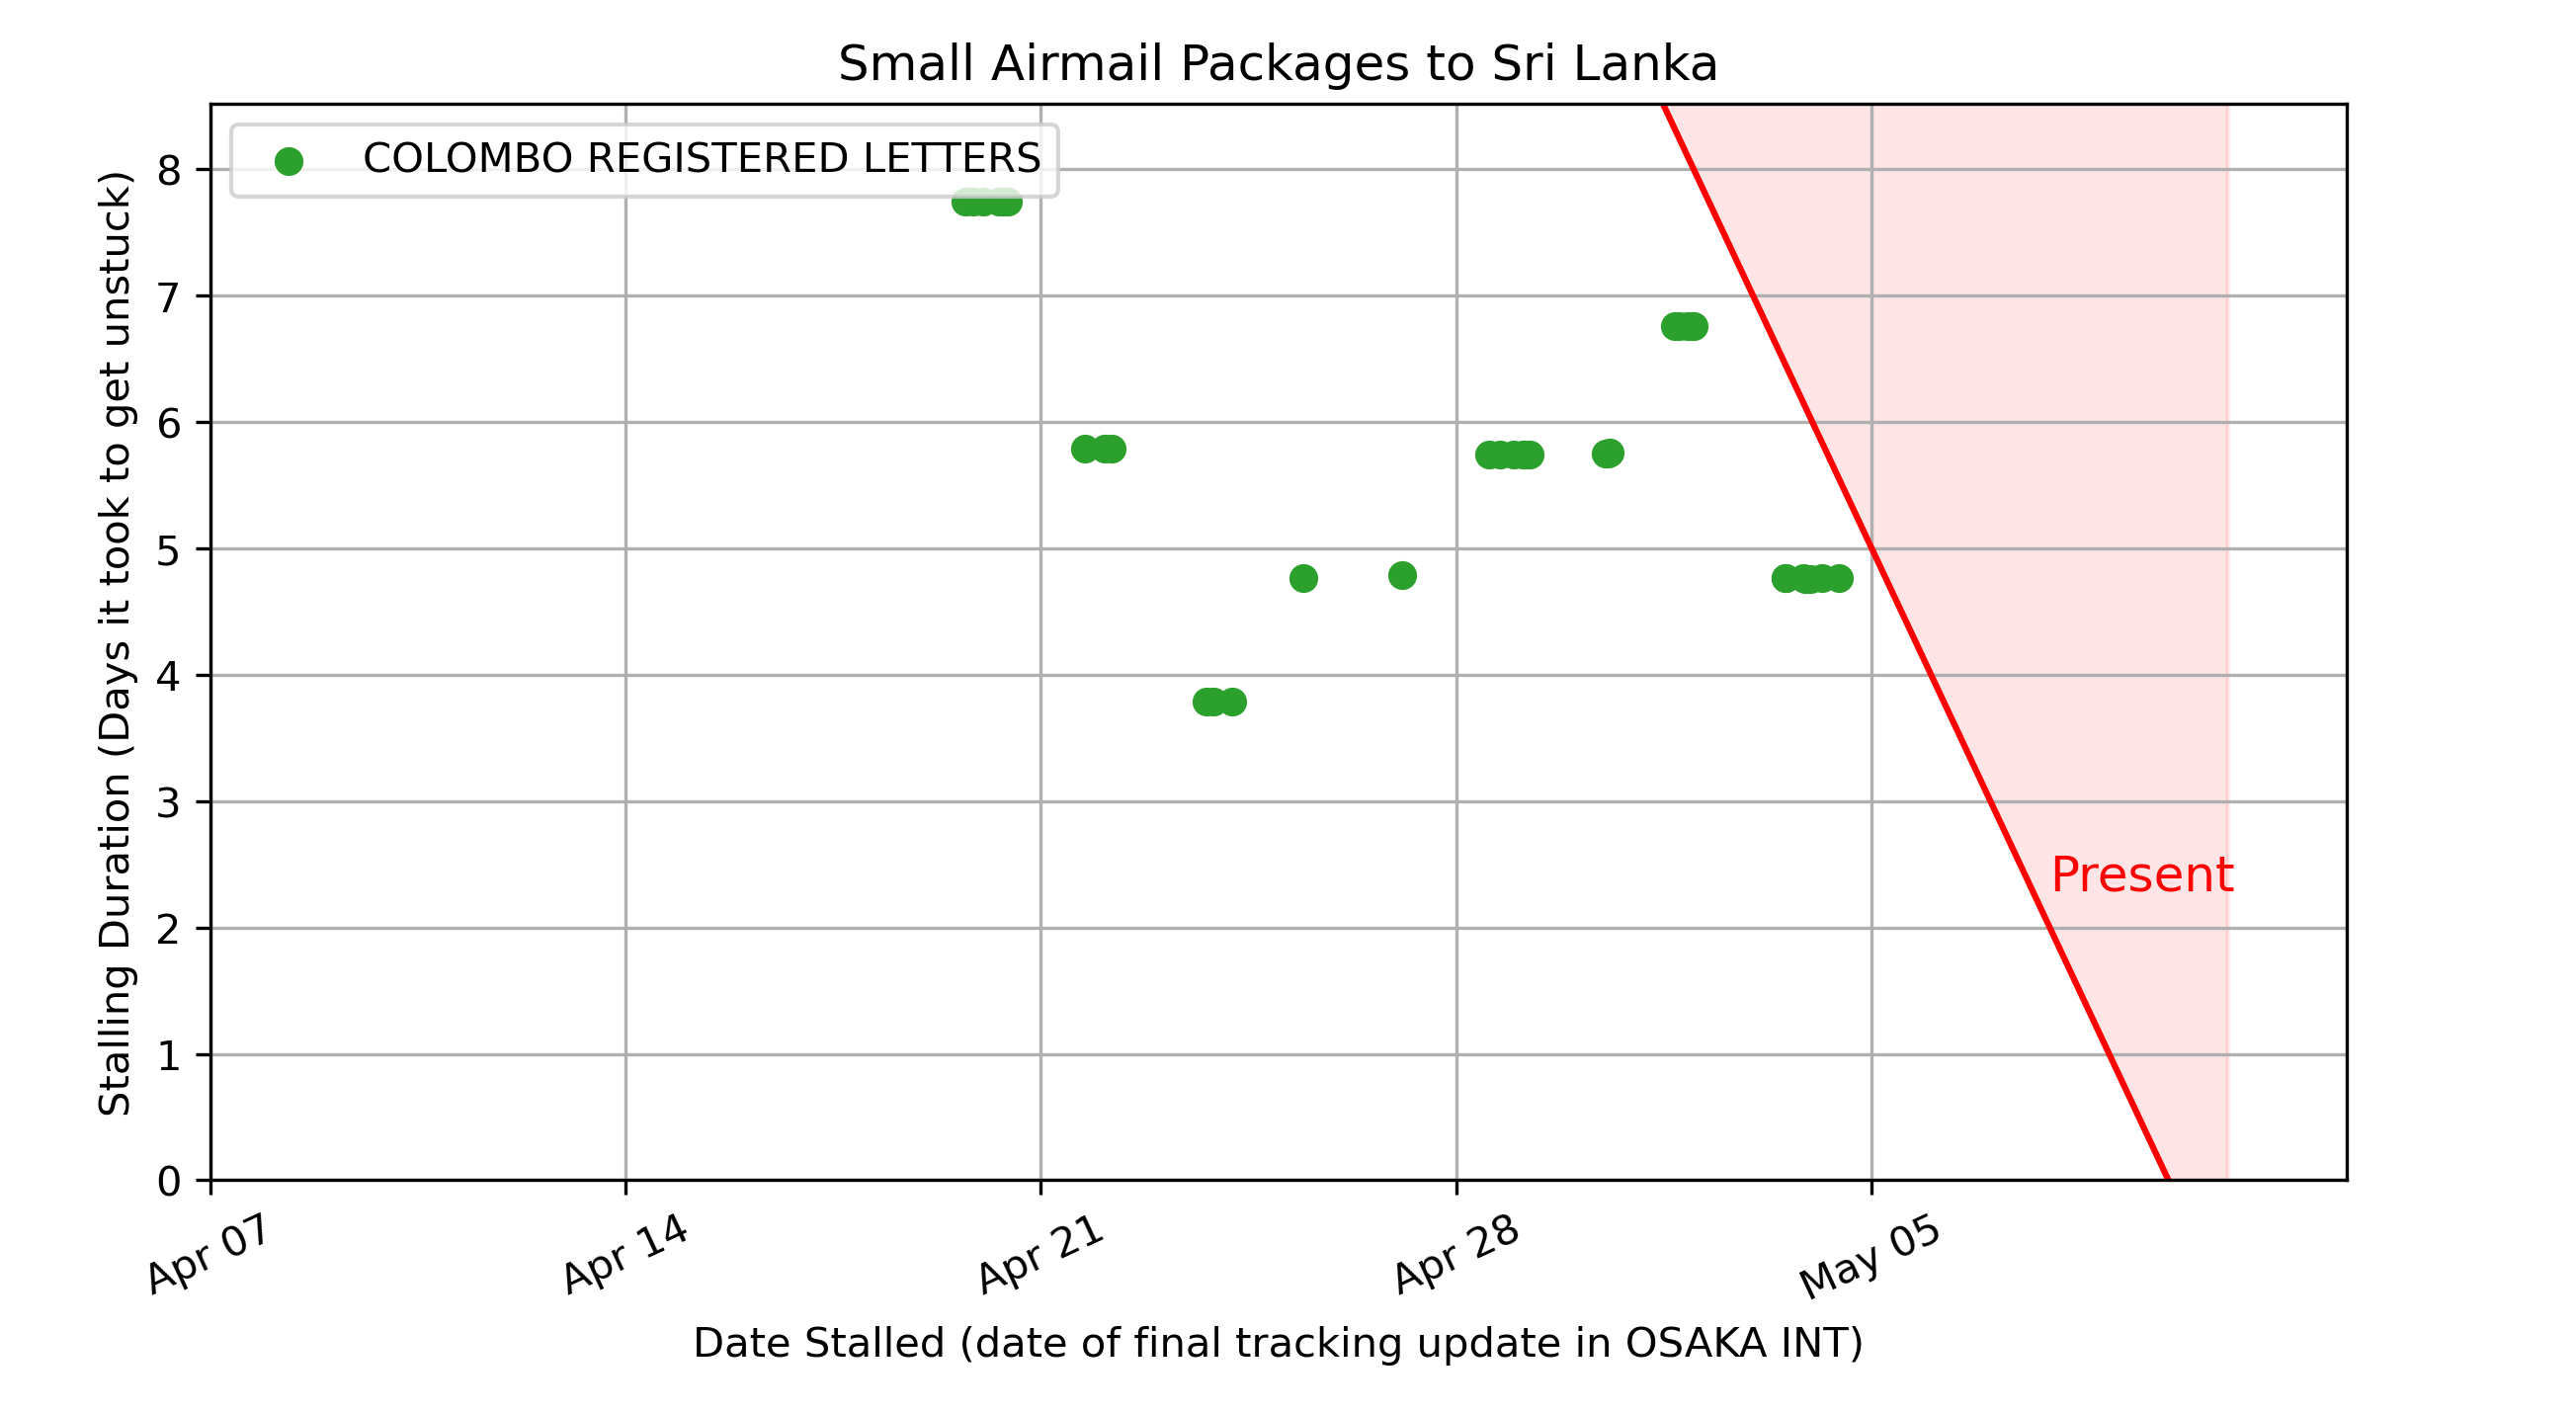 Small Airmail Packages to Sri Lanka
COLOMBO REGISTERED LETTERS
Stalling Duration (Days it took to get unstuck)
8
7
6
5
4
3
2
1
0
Present
Apr 07
Apr 14
Apr 21
Apr 28
May 05
Date Stalled (date of final tracking update in OSAKA INT)